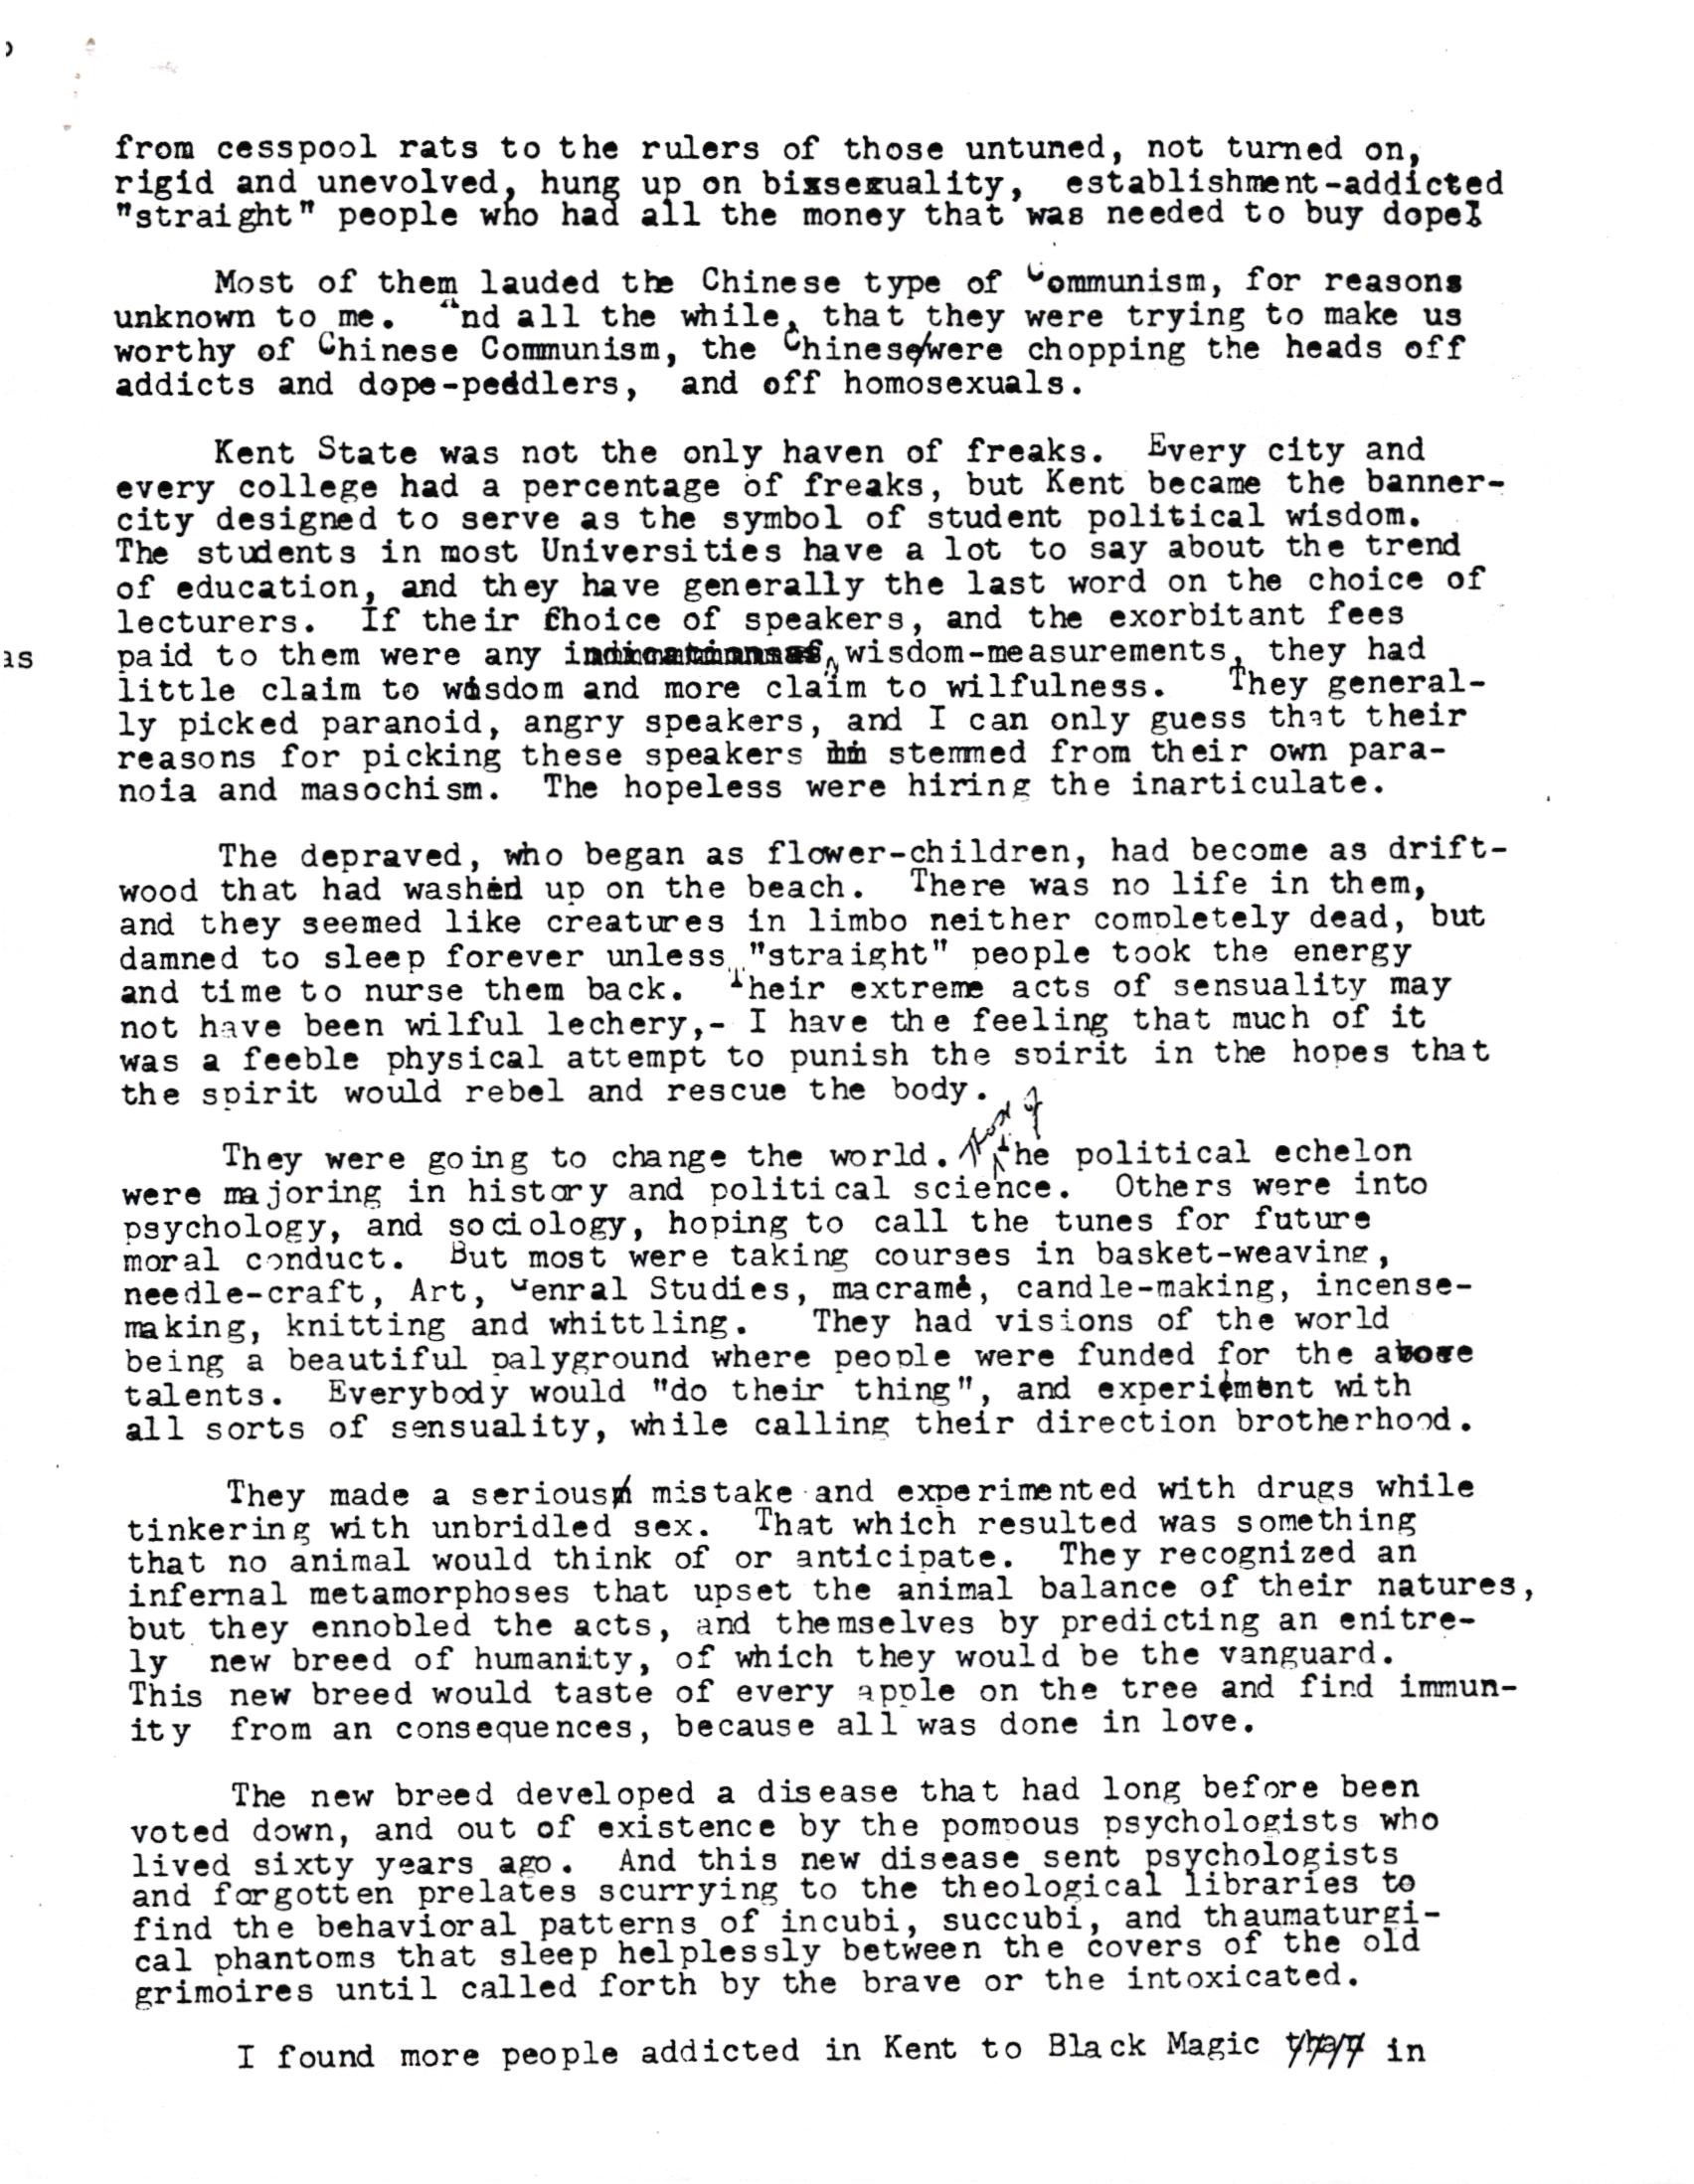 from cesspool rats to the rulers of those untuned, not turned on,
rigid and unevolved, hung up on bissexuality, establishment-addicted
"straight" people who had all the money that was needed to buy dope!
Most of them lauded the Chinese type of Communism, for reasons
unknown to me. And all the while, that they were trying to make us
worthy of Chinese Communism, the Chinese were chopping the heads off
addicts and dope-peddlers, and off homosexuals.
Kent State was not the only haven of freaks. Every city and
every college had a percentage of freaks, but Kent became the banner-
city designed to serve as the symbol of student political wisdom.
The students in most Universities have a lot to say about the trend
of education, and they have generally the last word on the choice of
lecturers. If their choice of speakers, and the exorbitant fees
as
paid to them were any wisdom-measurements, they had
little claim to wisdom and more claim to wilfulness. They general-
ly picked paranoid, angry speakers, and I can only guess that their
reasons for picking these speakers stemmed from their own para-
noia and masochism. The hopeless were hiring the inarticulate.
The depraved, who began as flower-children, had become as drift-
wood that had washed up on the beach. There was no life in them,
and they seemed like creatures in limbo neither completely dead, but
damned to sleep forever unless "straight" people took the energy
and time to nurse them back. Their extreme acts of sensuality may
not have been wilful lechery,- I have the feeling that much of it
was a feeble physical attempt to punish the spirit in the hopes that
the spirit would rebel and rescue the body.
They were going to change the world. Most of The political echelon
were majoring in history and political science. Others were into
psychology, and sociology, hoping to call the tunes for future
moral conduct. But most were taking courses in basket-weaving,
needle-craft, Art, Genral Studies, macramé, candle-making, incense-
making, knitting and whittling. They had visions of the world
being a beautiful palyground where people were funded for the above
talents. Everybody would "do their thing", and experiment with
all sorts of sensuality, while calling their direction brotherhood.
They made a serious mistake and experimented with drugs while
tinkering with unbridled sex. That which resulted was something
that no animal would think of or anticipate. They recognized an
infernal metamorphoses that upset the animal balance of their natures,
but they ennobled the acts, and themselves by predicting an enitre-
ly new breed of humanity, of which they would be the vanguard.
This new breed would taste of every apple on the tree and find immun-
ity from an consequences, because all was done in love.
The new breed developed a disease that had long before been
voted down, and out of existence by the pompous psychologists who
lived sixty years ago. And this new disease sent psychologists
and forgotten prelates scurrying to the theological libraries to
find the behavioral patterns of incubi, succubi, and thaumaturgi-
cal phantoms that sleep helplessly between the covers of the old
grimoires until called forth by the brave or the intoxicated.
I found more people addicted in Kent to Black Magic than in